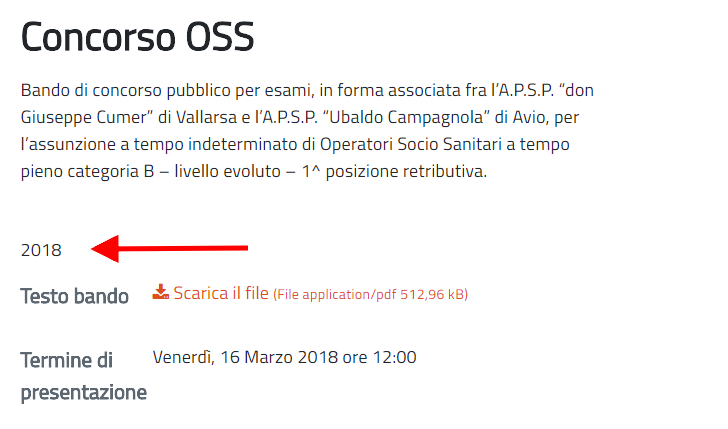 Concorso OSS
Bando di concorso pubblico per esami, in forma associata fra l’A.P.S.P. “don
Giuseppe Cumer” di Vallarsa e l’A.P.S.P. “Ubaldo Campagnola” di Avio, per
l’assunzione a tempo indeterminato di Operatori Socio Sanitari a tempo
pieno categoria B – livello evoluto – 1^ posizione retributiva.
2018
Testo bando Scarica il file (File application/pdf 512,96 kB)
Termine di Venerdì, 16 Marzo 2018 ore 12:00
presentazione